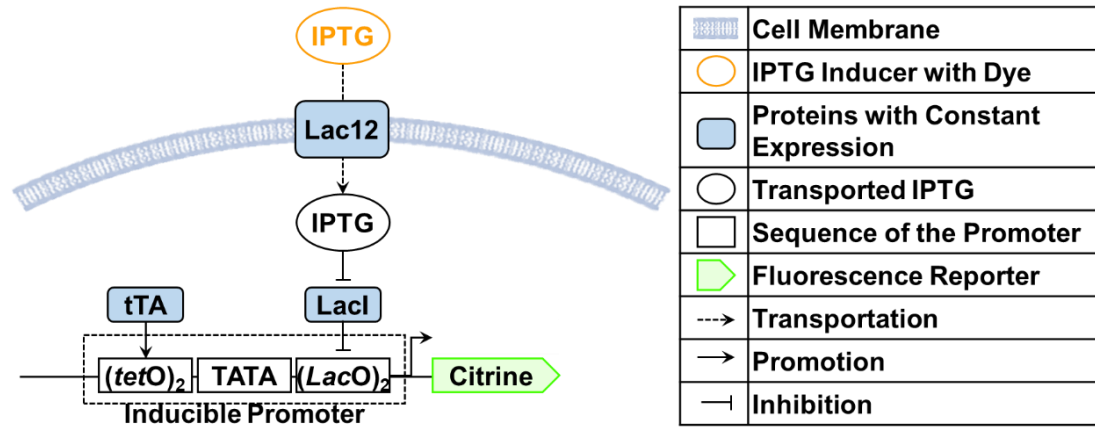 IPTG
Lac12
IPTG
tTA
LacI
(tetO)₂
TATA
(LacO)₂
Citrine
Inducible Promoter
Cell Membrane
IPTG Inducer with Dye
Proteins with Constant
Expression
Transported IPTG
Sequence of the Promoter
Fluorescence Reporter
Transportation
Promotion
Inhibition